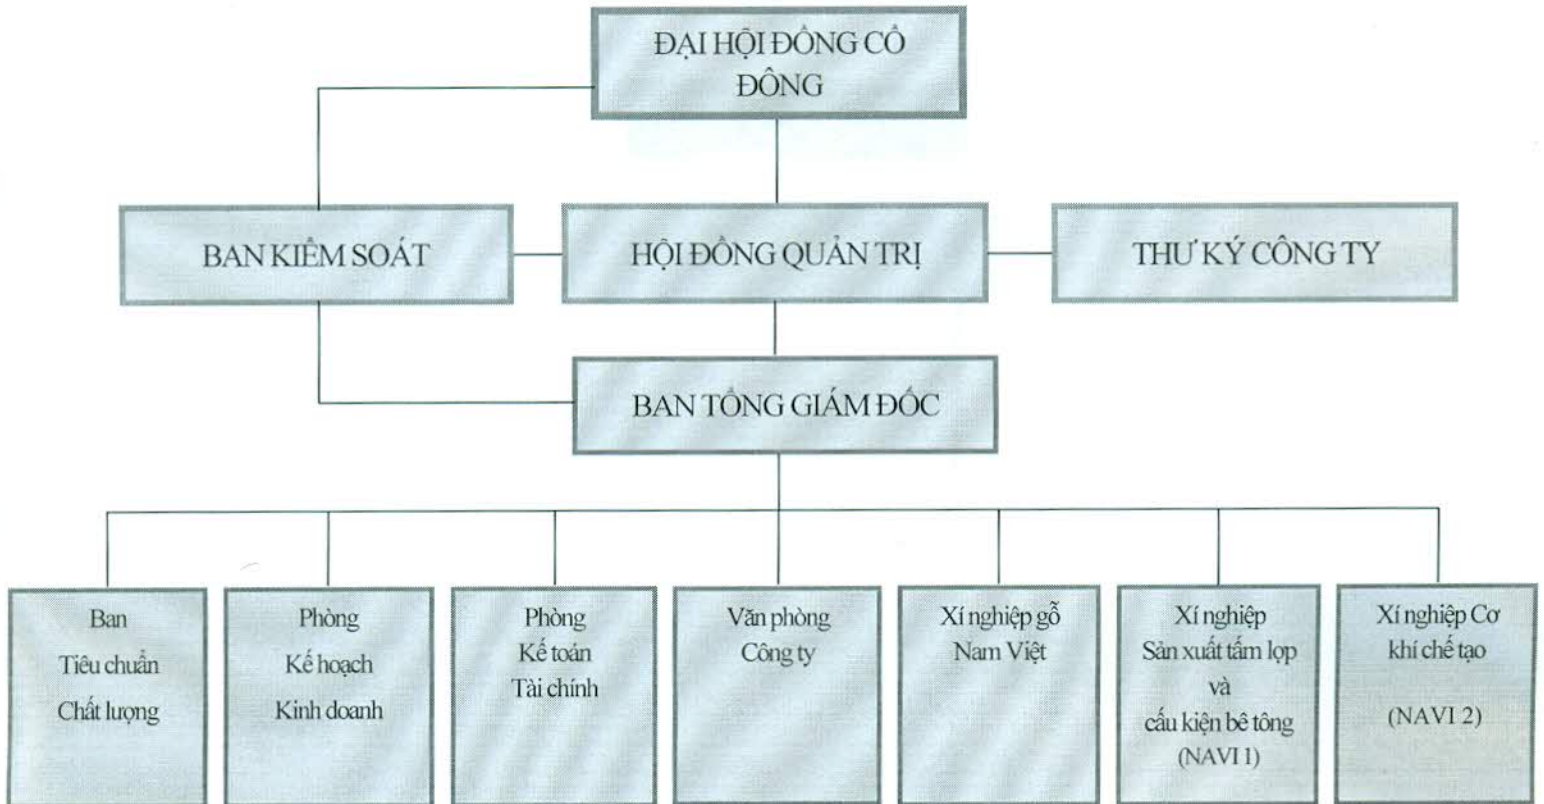 ĐẠI HỘI ĐỒNG CỔ
ĐÔNG
BAN KIỂM SOÁT
HỘI ĐỒNG QUẢN TRỊ
THƯ KÝ CÔNG TY
BAN TỔNG GIÁM ĐỐC
Ban
Tiêu chuẩn
Chất lượng
Phòng
Kế hoạch
Kinh doanh
Phòng
Kế toán
Tài chính
Văn phòng
Công ty
Xí nghiệp gỗ
Nam Việt
Xí nghiệp
Sản xuất tấm lợp
và
cấu kiện bê tông
(NAVI 1)
Xí nghiệp Cơ
khí chế tạo
(NAVI 2)